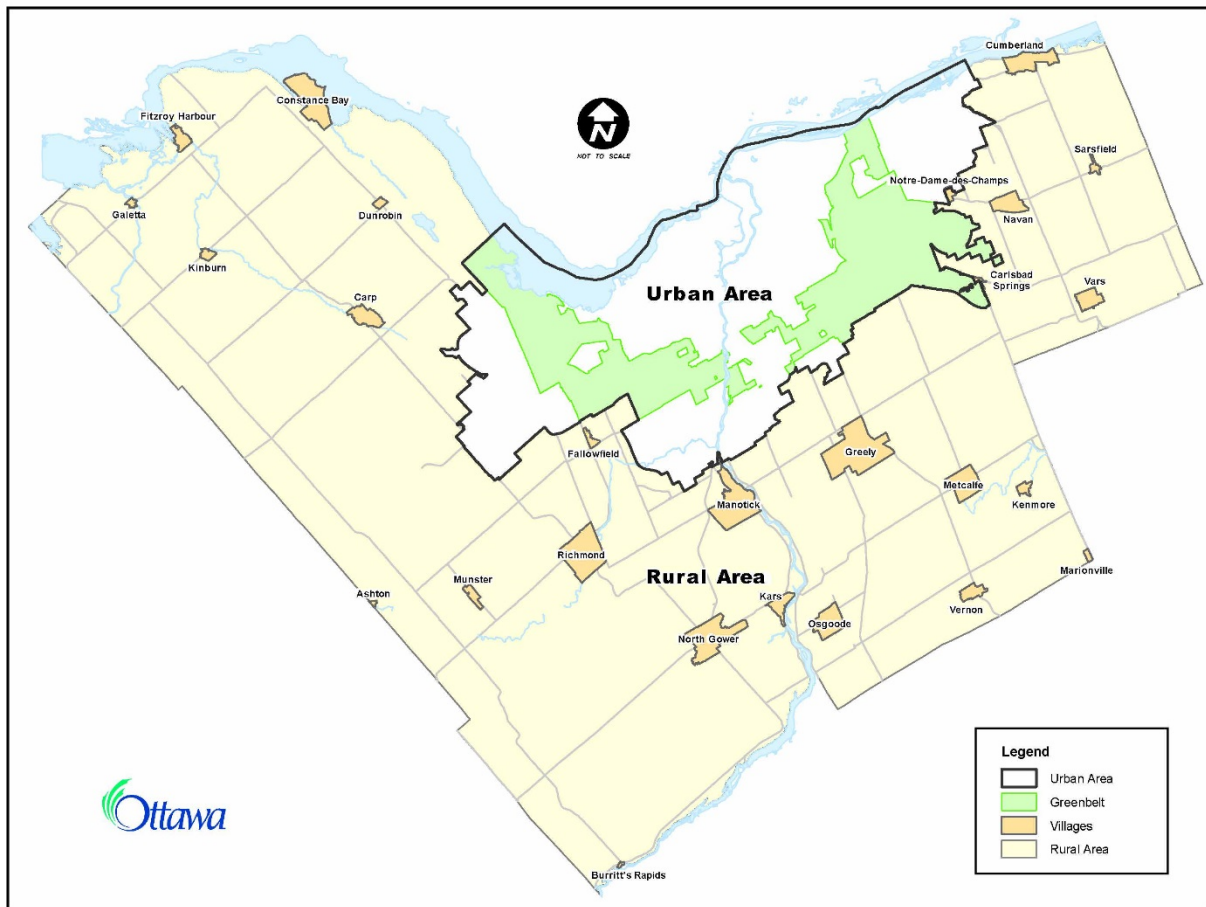 Cumberland
Constance Bay
Fitzroy Harbour
N
NOT TO SCALE
Sarsfield
Notre-Dame-des-Champs
Galetta
Dunrobin
Navan
Kinburn
Carlsbad
Springs
Vars
Urban Area
Carp
Fallowfield
Greely
Metcalfe
Manotick
Kenmore
Richmond
Marionville
Rural Area
Munster
Ashton
Kars
Vernon
Osgoode
North Gower
Legend
Urban Area
Greenbelt
Villages
Rural Area
Ottawa
Burritt's Rapids